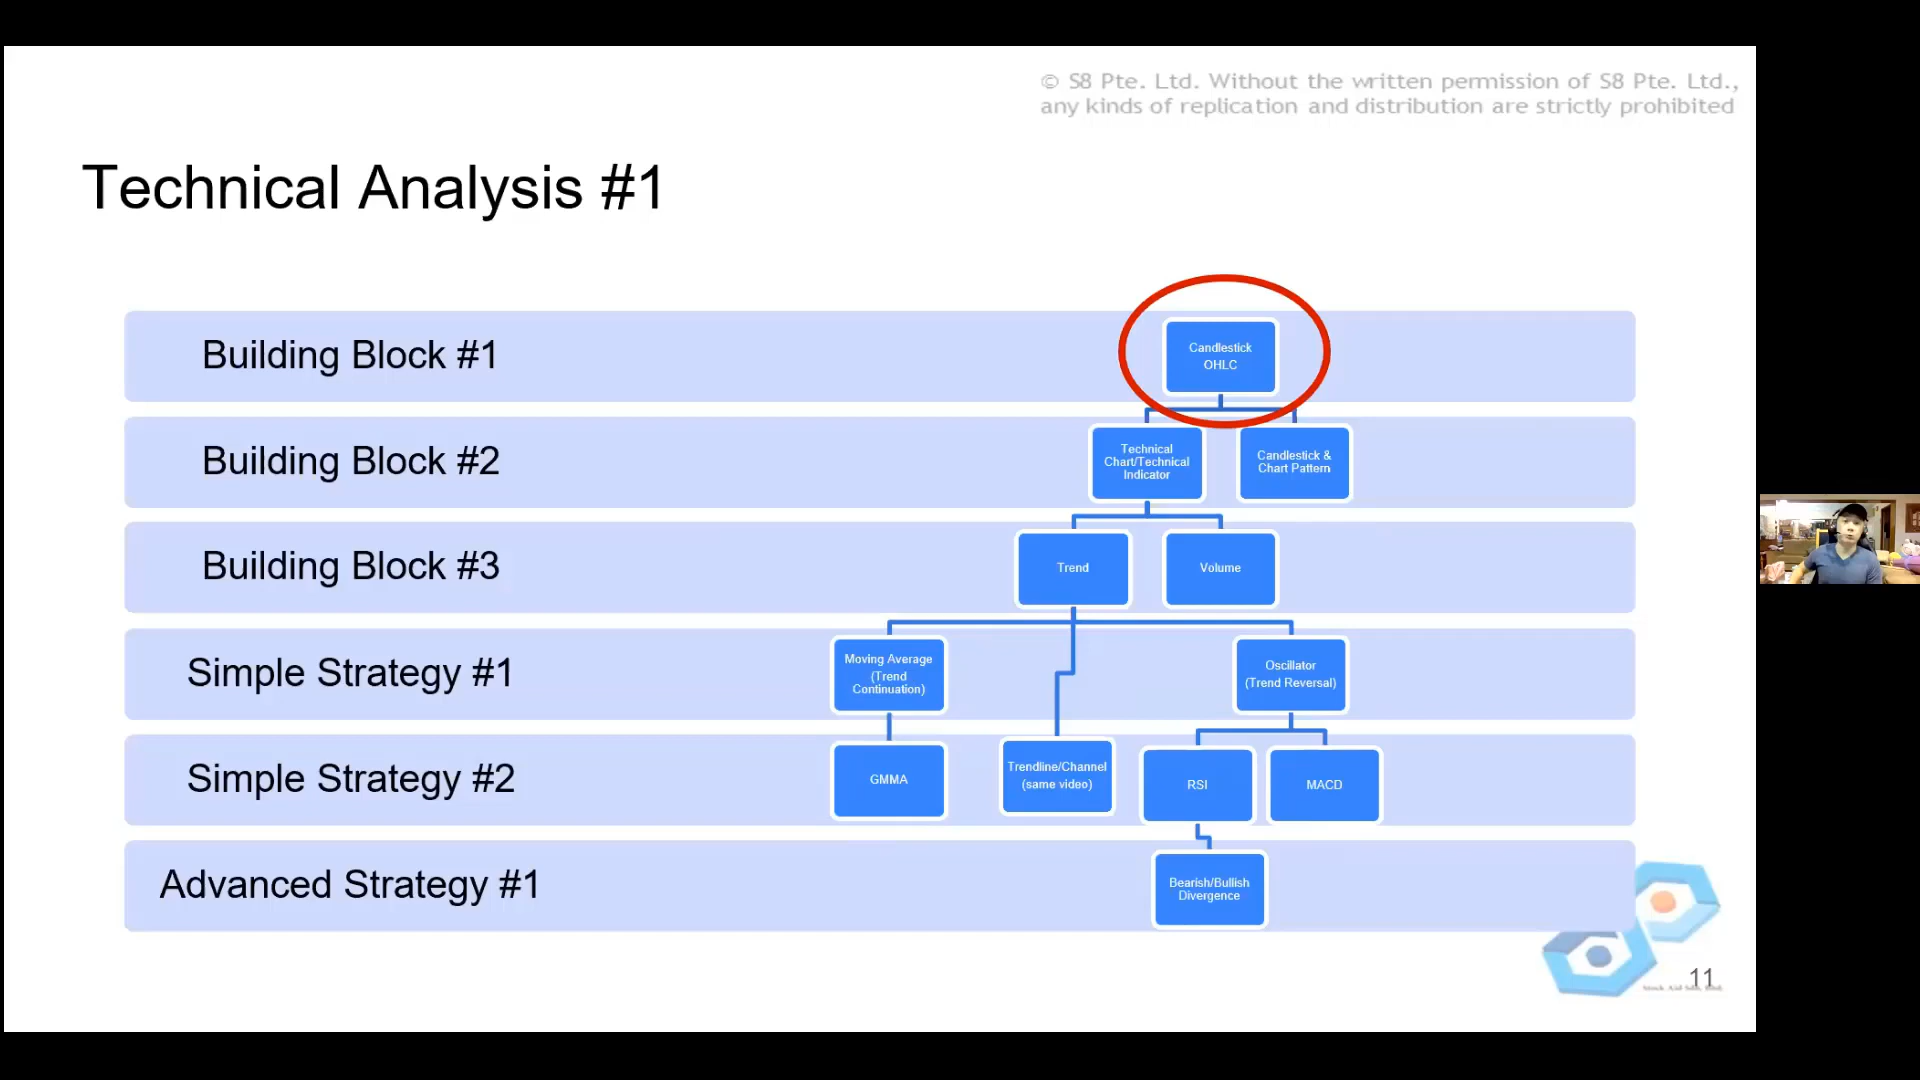 © S8 Pte. Ltd. Without the written permission of S8 Pte. Ltd.,
any kinds of replication and distribution are strictly prohibited
Technical Analysis #1
Building Block #1
Candlestick
OHLC
Building Block #2
Technical
Chart/Technical
Indicator
Candlestick &
Chart Pattern
Building Block #3
Trend
Volume
Simple Strategy #1
Moving Average
(Trend
Continuation)
Oscillator
(Trend Reversal)
Simple Strategy #2
GMMA
Trendline/Channel
(same video)
RSI
MACD
Advanced Strategy #1
Bearish/Bullish
Divergence
11